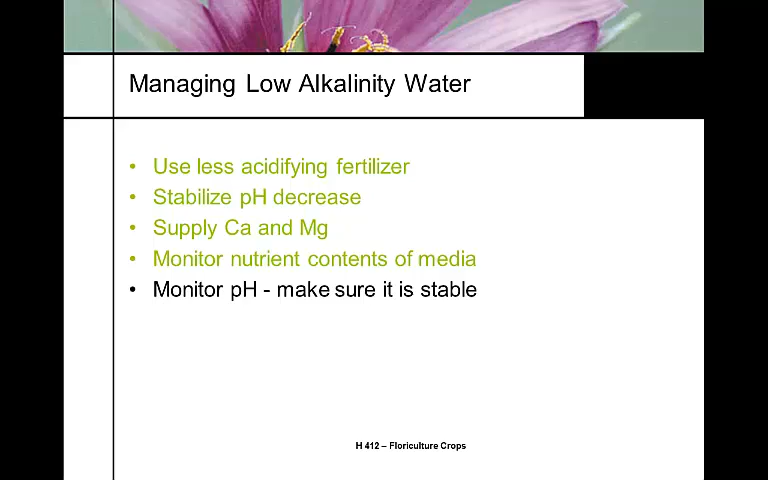 Managing Low Alkalinity Water
• Use less acidifying fertilizer
• Stabilize pH decrease
• Supply Ca and Mg
• Monitor nutrient contents of media
• Monitor pH - make sure it is stable
H 412 – Floriculture Crops